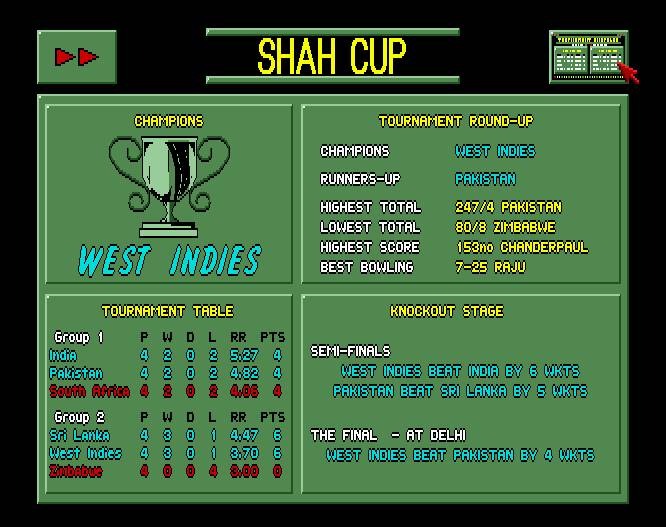 SHAH CUP
CHAMPIONS
WEST INDIES
TOURNAMENT ROUND-UP
CHAMPIONS WEST INDIES
RUNNERS-UP PAKISTAN
HIGHEST TOTAL 247/4 PAKISTAN
LOWEST TOTAL 80/8 ZIMBABWE
HIGHEST SCORE 153no CHANDERPAUL
BEST BOWLING 7-25 RAJU
TOURNAMENT TABLE
Group 1 P W D L RR PTS
India 4 2 0 2 5.27 4
Pakistan 4 2 0 2 4.82 4
South Africa 4 2 0 2 4.06 4
Group 2 P W D L RR PTS
Sri Lanka 4 3 0 1 4.47 6
West Indies 4 3 0 1 3.70 6
Zimbabwe 4 0 0 4 3.00 0
KNOCKOUT STAGE
SEMI-FINALS
WEST INDIES BEAT INDIA BY 6 WKTS
PAKISTAN BEAT SRI LANKA BY 5 WKTS
THE FINAL - AT DELHI
WEST INDIES BEAT PAKISTAN BY 4 WKTS